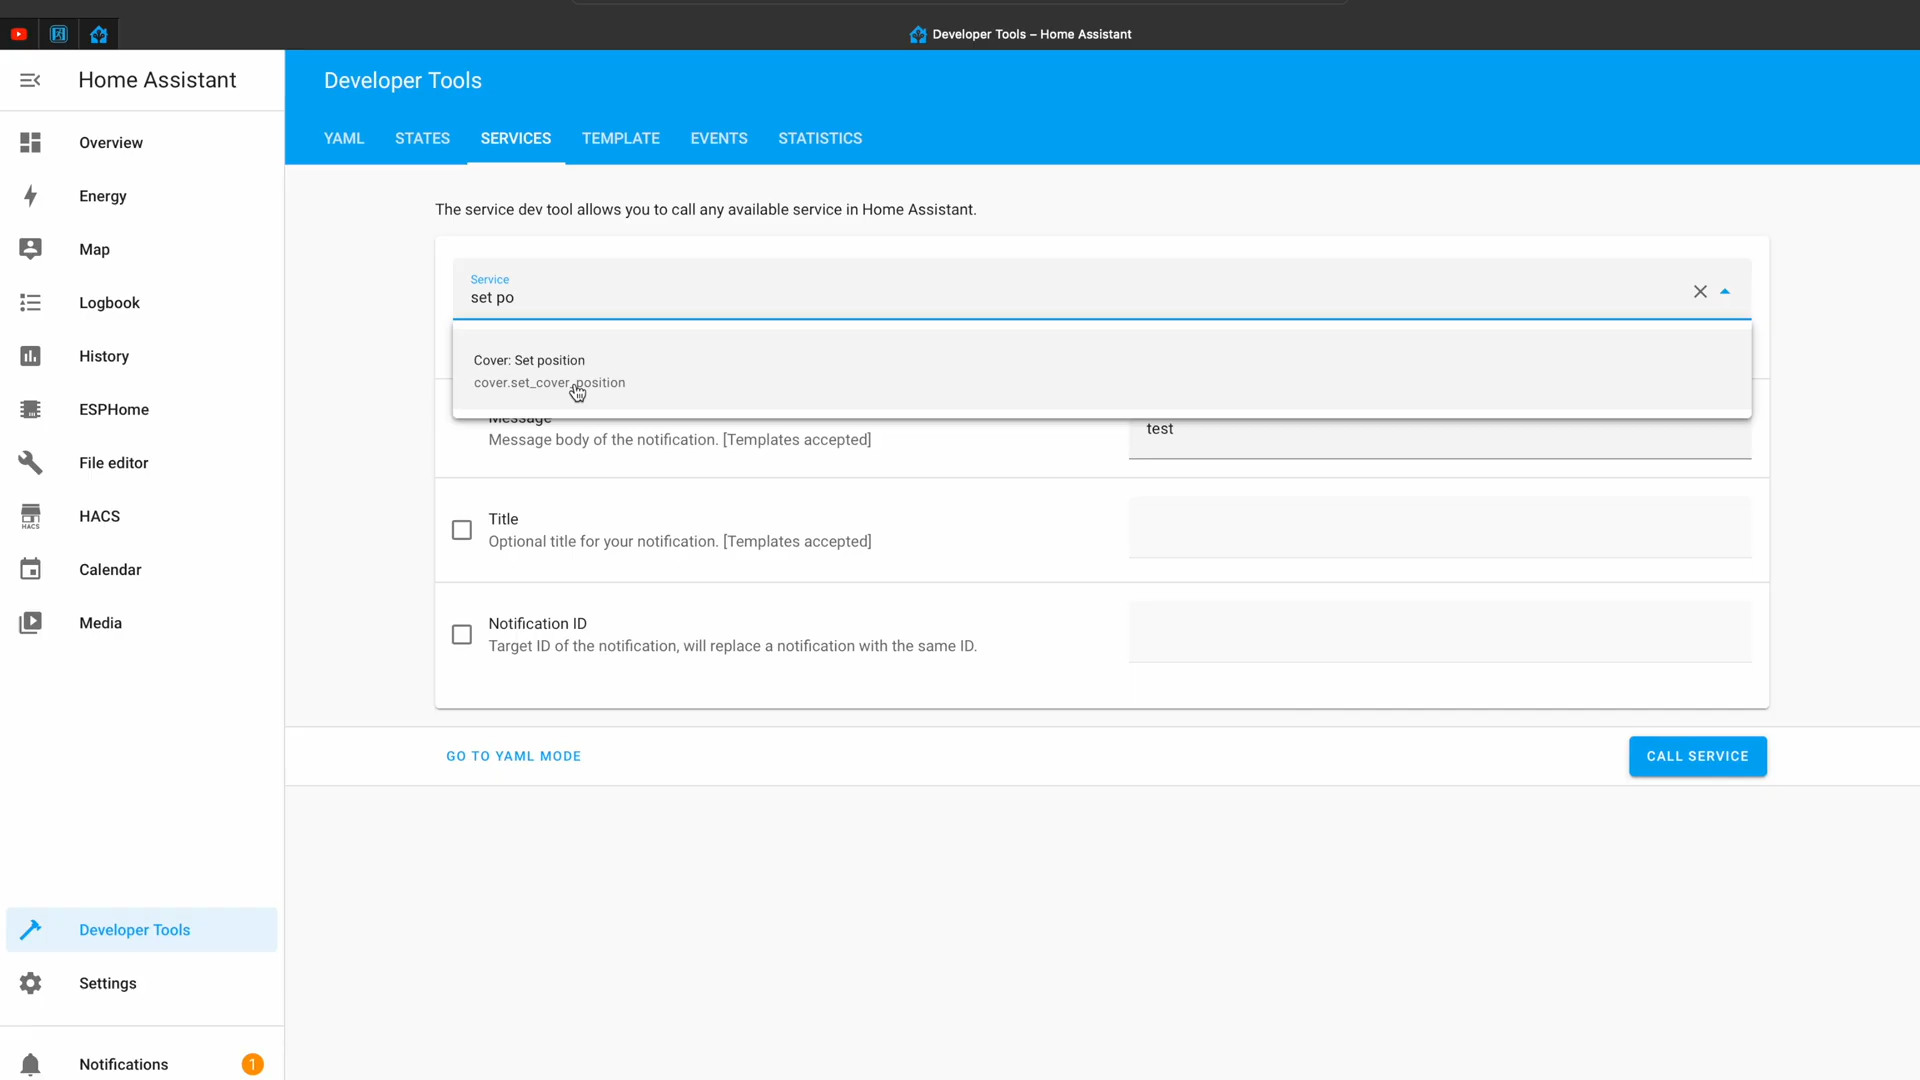 Developer Tools – Home Assistant
Home Assistant
Developer Tools
YAML STATES SERVICES TEMPLATE EVENTS STATISTICS
Overview
Energy
Map
Logbook
History
ESPHome
File editor
HACS
HACS
Calendar
Media
Developer Tools
Settings
Notifications 1
The service dev tool allows you to call any available service in Home Assistant.
Service
set po
Cover: Set position
cover.set_cover_position
Message
Message body of the notification. [Templates accepted]
test
Title
Optional title for your notification. [Templates accepted]
Notification ID
Target ID of the notification, will replace a notification with the same ID.
GO TO YAML MODE
CALL SERVICE